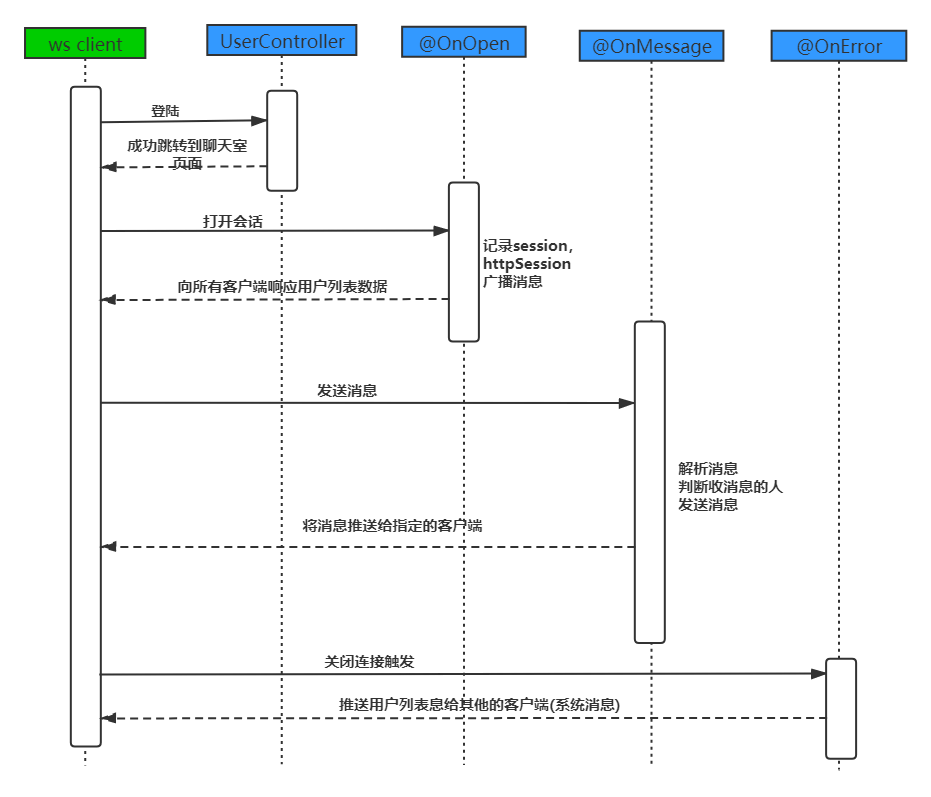 ws client
UserController
@OnOpen
@OnMessage
@OnError
登陆
成功跳转到聊天室
页面
打开会话
记录session，
httpSession
广播消息
向所有客户端响应用户列表数据
发送消息
解析消息
判断收消息的人
发送消息
将消息推送给指定的客户端
关闭连接触发
推送用户列表息给其他的客户端(系统消息)